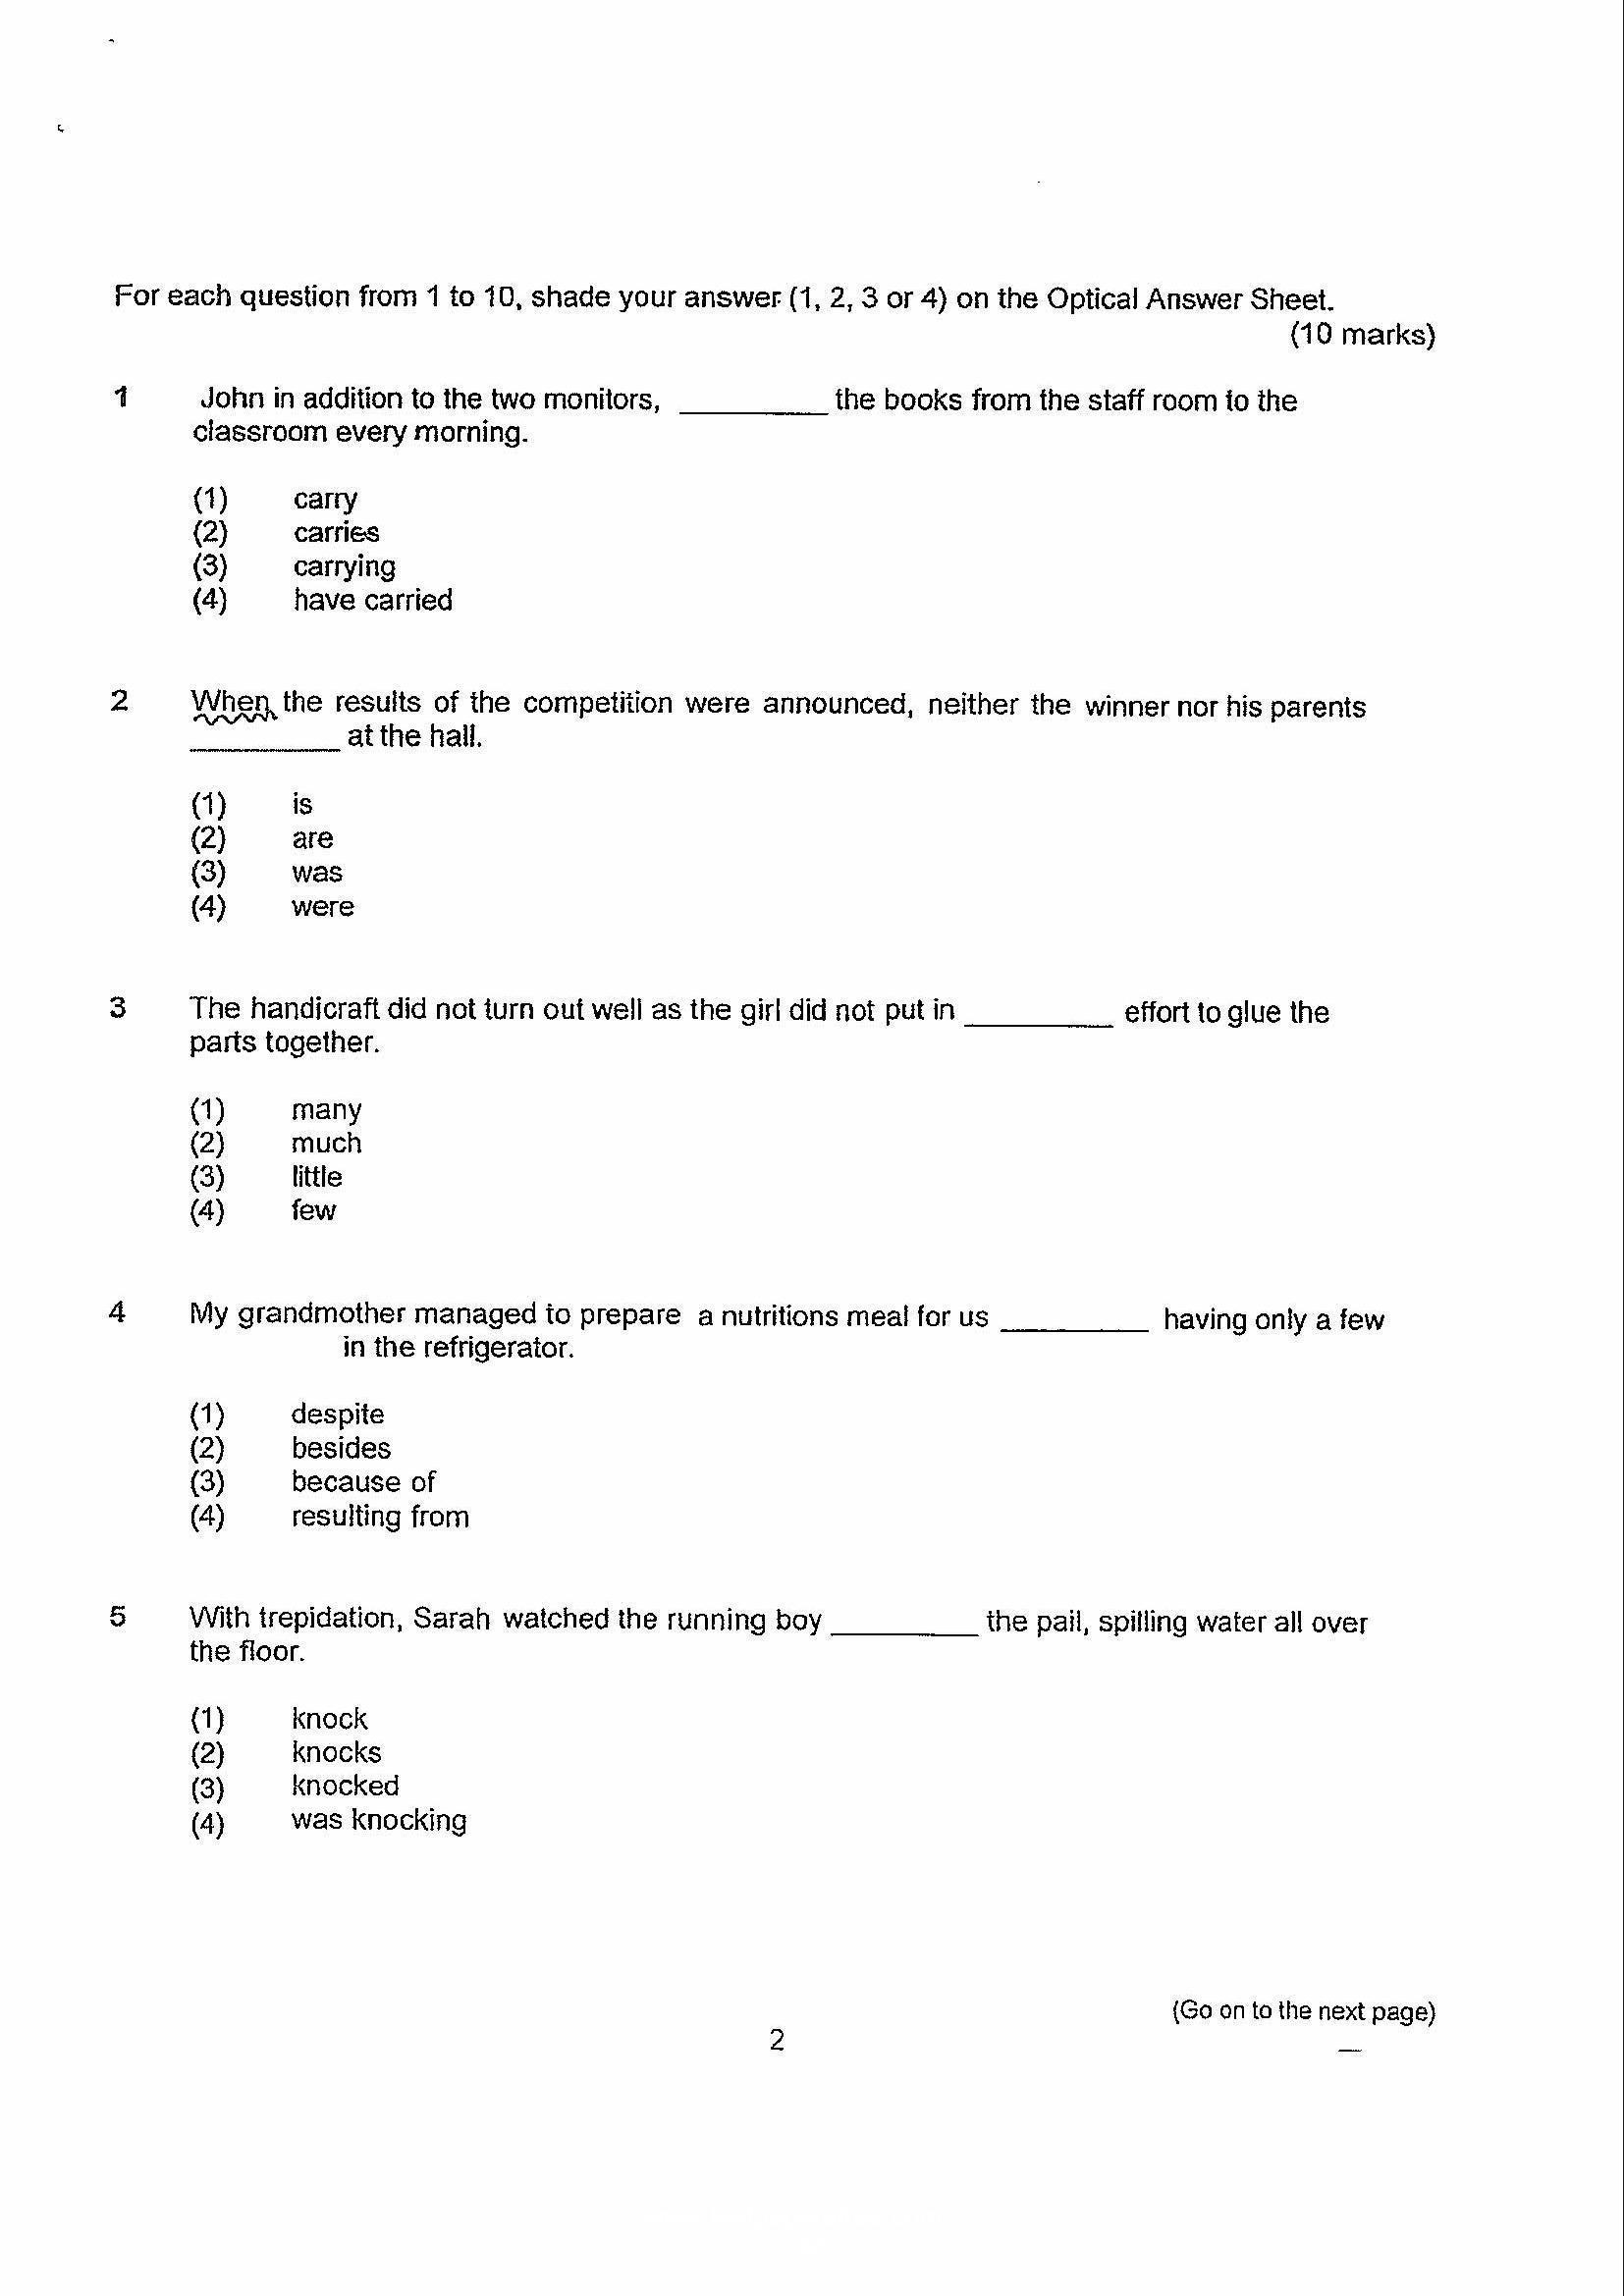 For each question from 1 to 10, shade your answer (1, 2, 3 or 4) on the Optical Answer Sheet.
(10 marks)
1 John in addition to the two monitors, __________ the books from the staff room to the
classroom every morning.
(1) carry
(2) carries
(3) carrying
(4) have carried
2 When the results of the competition were announced, neither the winner nor his parents
__________ at the hall.
(1) is
(2) are
(3) was
(4) were
3 The handicraft did not turn out well as the girl did not put in __________ effort to glue the
parts together.
(1) many
(2) much
(3) little
(4) few
4 My grandmother managed to prepare a nutritions meal for us __________ having only a few
in the refrigerator.
(1) despite
(2) besides
(3) because of
(4) resulting from
5 With trepidation, Sarah watched the running boy __________ the pail, spilling water all over
the floor.
(1) knock
(2) knocks
(3) knocked
(4) was knocking
(Go on to the next page)
2